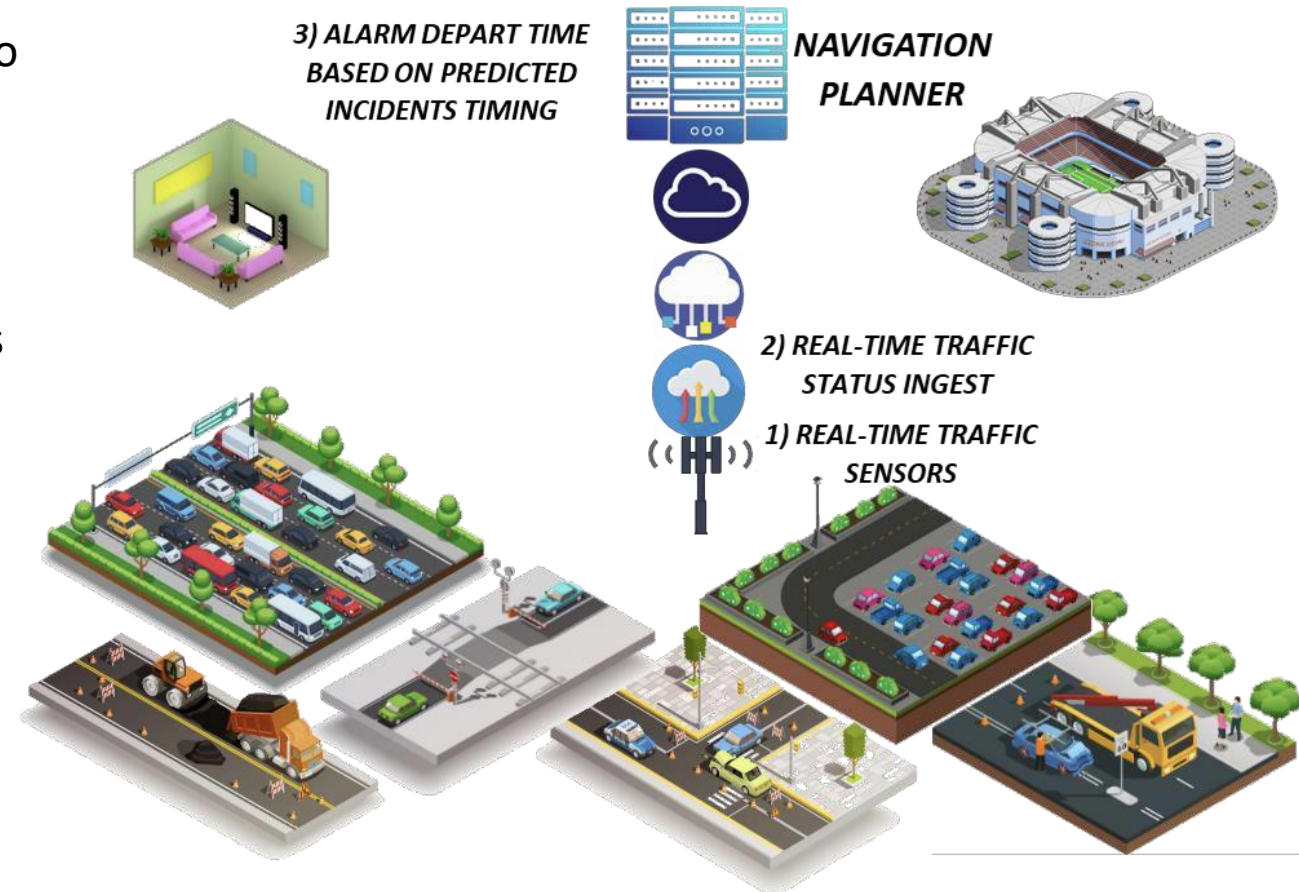 o
3) ALARM DEPART TIME
BASED ON PREDICTED
INCIDENTS TIMING
NAVIGATION
PLANNER
s
2) REAL-TIME TRAFFIC
STATUS INGEST
1) REAL-TIME TRAFFIC
SENSORS